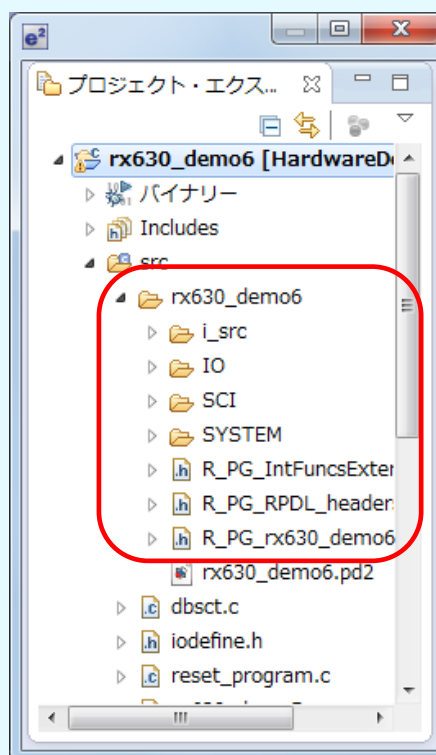 e²
プロジェクト・エクス...
rx630_demo6 [HardwareD
バイナリー
Includes
src
rx630_demo6
i_src
IO
SCI
SYSTEM
R_PG_IntFuncsExter
R_PG_RPDL_header
R_PG_rx630_demo6
rx630_demo6.pd2
dbsct.c
iodefine.h
reset_program.c